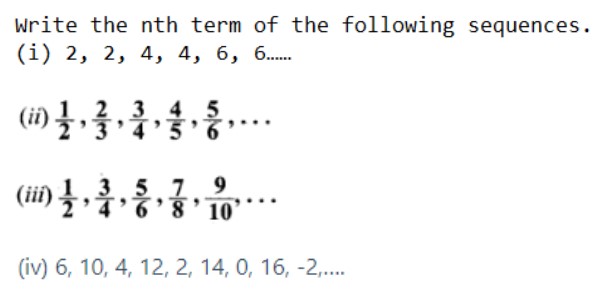 Write the nth term of the following sequences.
(i) 2, 2, 4, 4, 6, 6......
(ii) 1/2, 2/3, 3/4, 4/5, 5/6, ...
(iii) 1/2, 3/4, 5/6, 7/8, 9/10, ...
(iv) 6, 10, 4, 12, 2, 14, 0, 16, -2,....